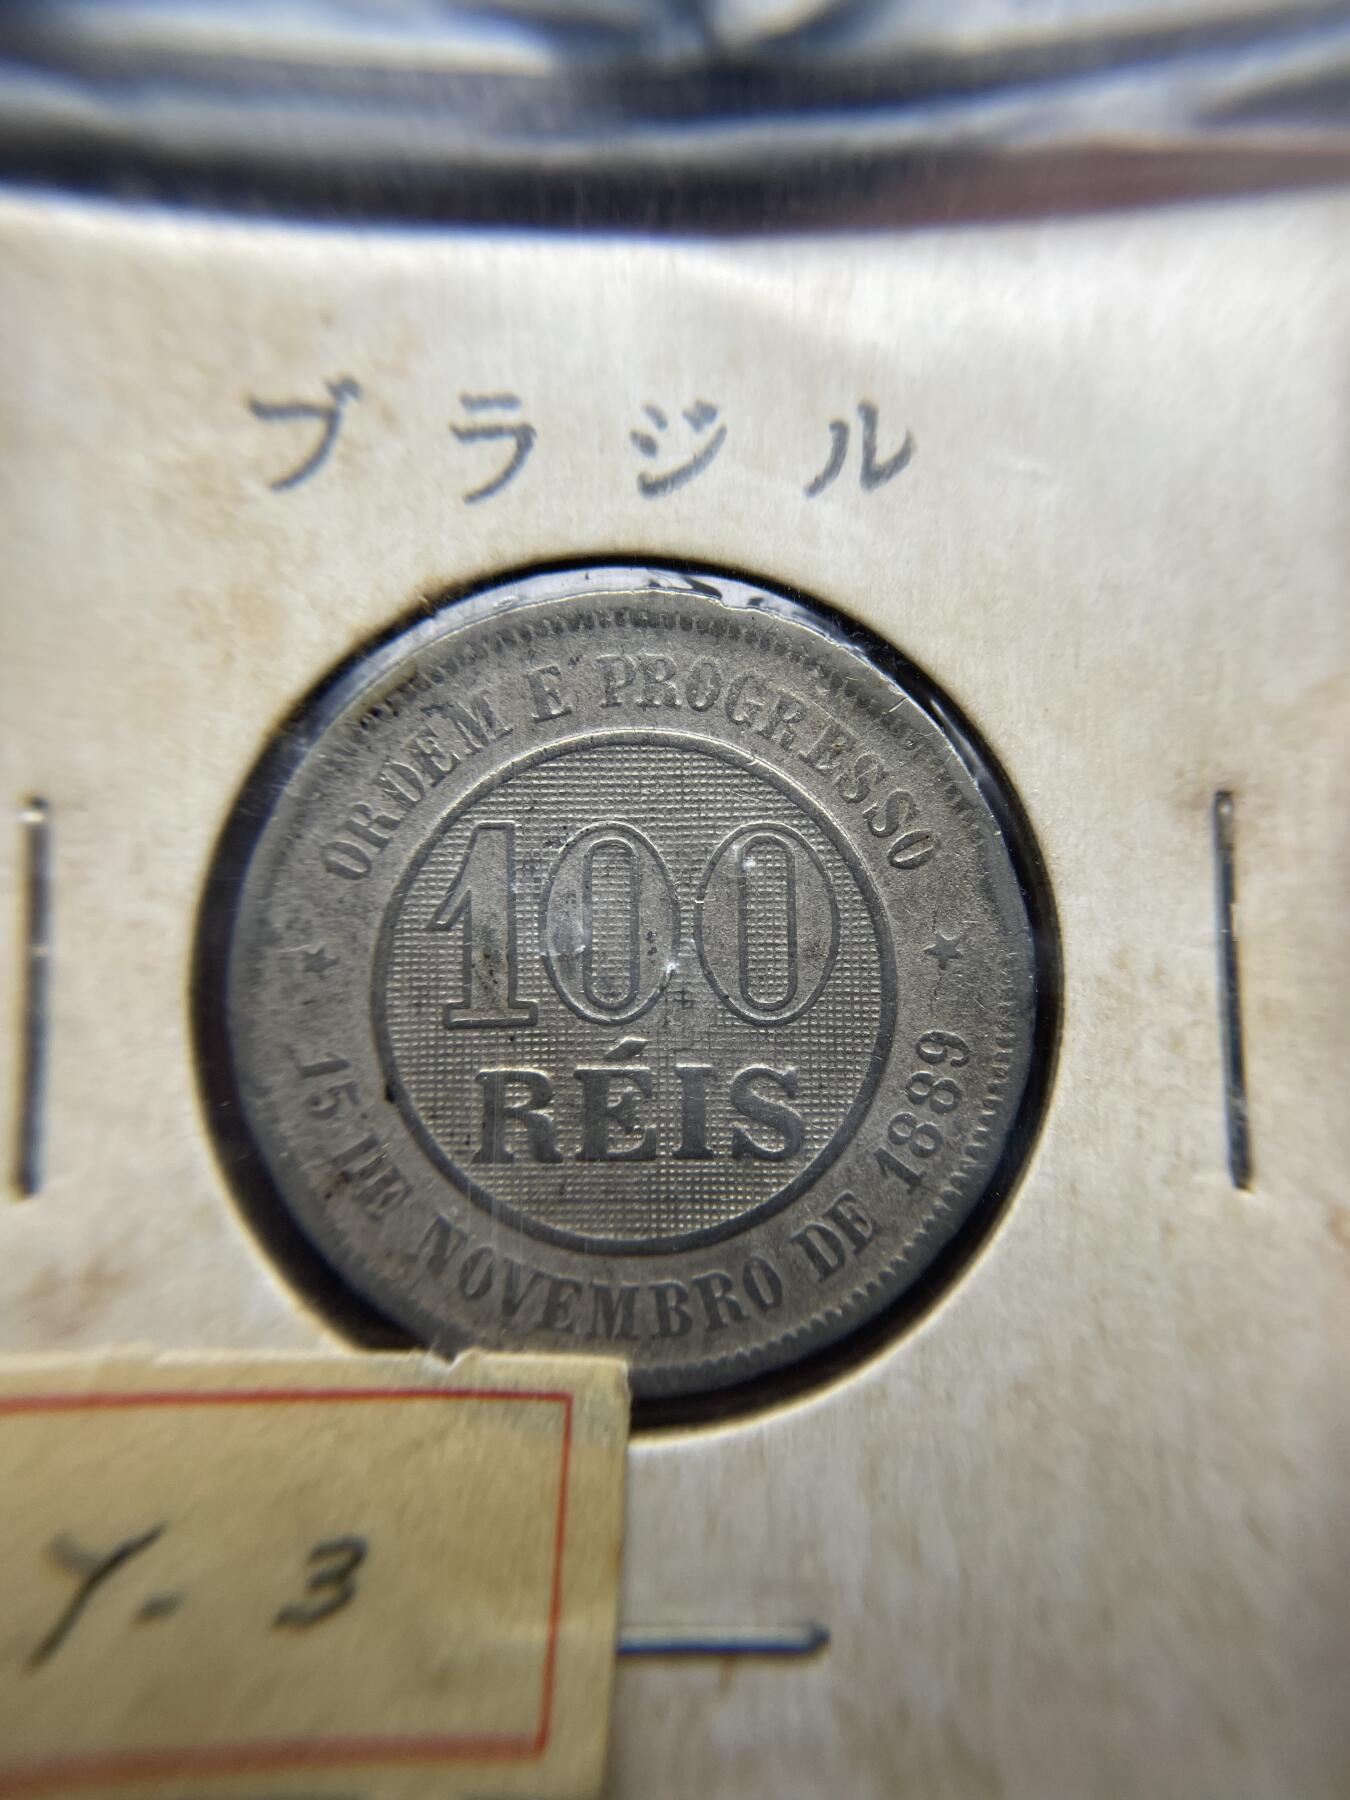 ブラジル
ORDEM E PROGRESSO
100
RÉIS
15 DE NOVEMBRO DE 1889
Y-3